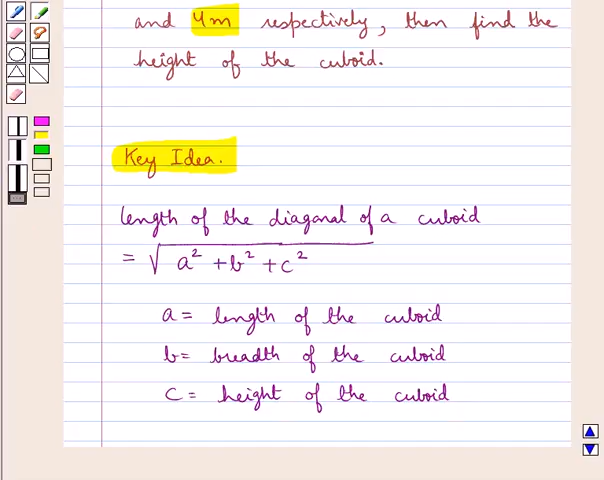 and 4m respectively, then find the
height of the cuboid.
Key Idea.
length of the diagonal of a cuboid
= √a² + b² + c²
a = length of the cuboid
b = breadth of the cuboid
c = height of the cuboid